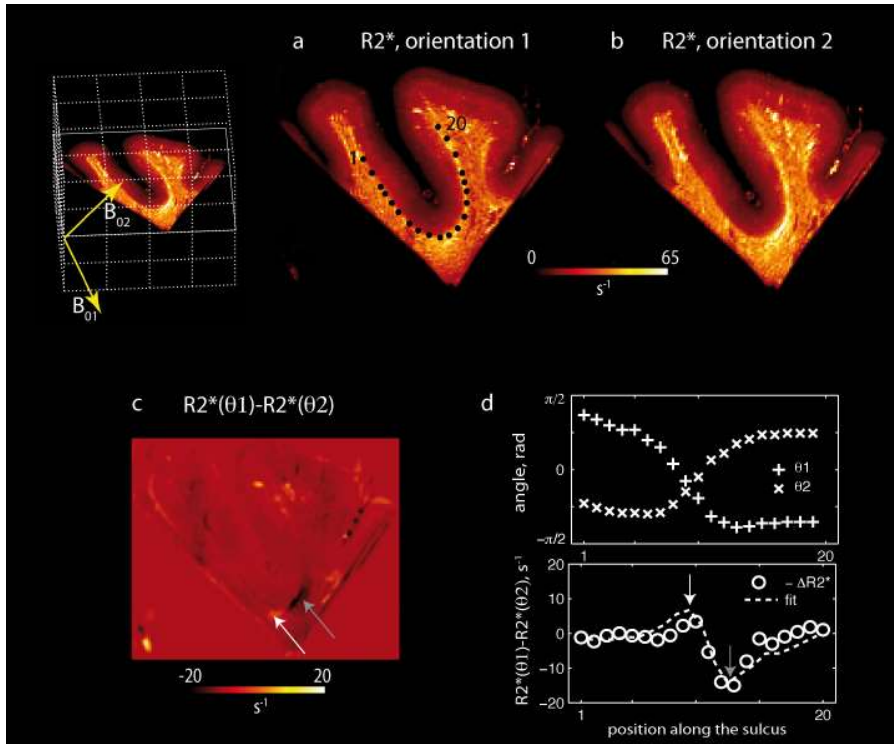 a R2*, orientation 1
b R2*, orientation 2
20
1
B02
B01
0 65
s-1
c R2*(θ1)-R2*(θ2)
-20 20
s-1
d
angle, rad
π/2
0
−π/2
+ θ1
× θ2
1 20
R2*(θ1)-R2*(θ2), s-1
20
10
0
−10
−20
- ΔR2*
fit
1 20
position along the sulcus